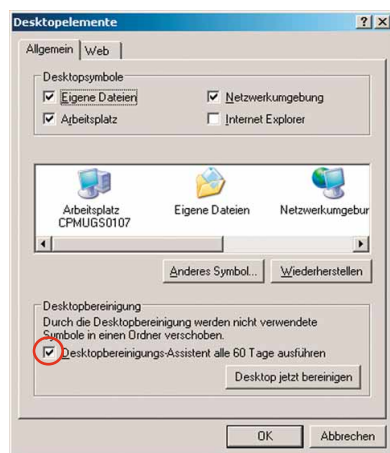 Desktopelemente
Allgemein Web
Desktopsymbole
Eigene Dateien Netzwerkumgebung
Arbeitsplatz Internet Explorer
Arbeitsplatz Eigene Dateien Netzwerkumgebur
CPMUGS0107
Anderes Symbol... Wiederherstellen
Desktopbereinigung
Durch die Desktopbereinigung werden nicht verwendete
Symbole in einen Ordner verschoben.
Desktopbereinigungs-Assistent alle 60 Tage ausführen
Desktop jetzt bereinigen
OK Abbrechen